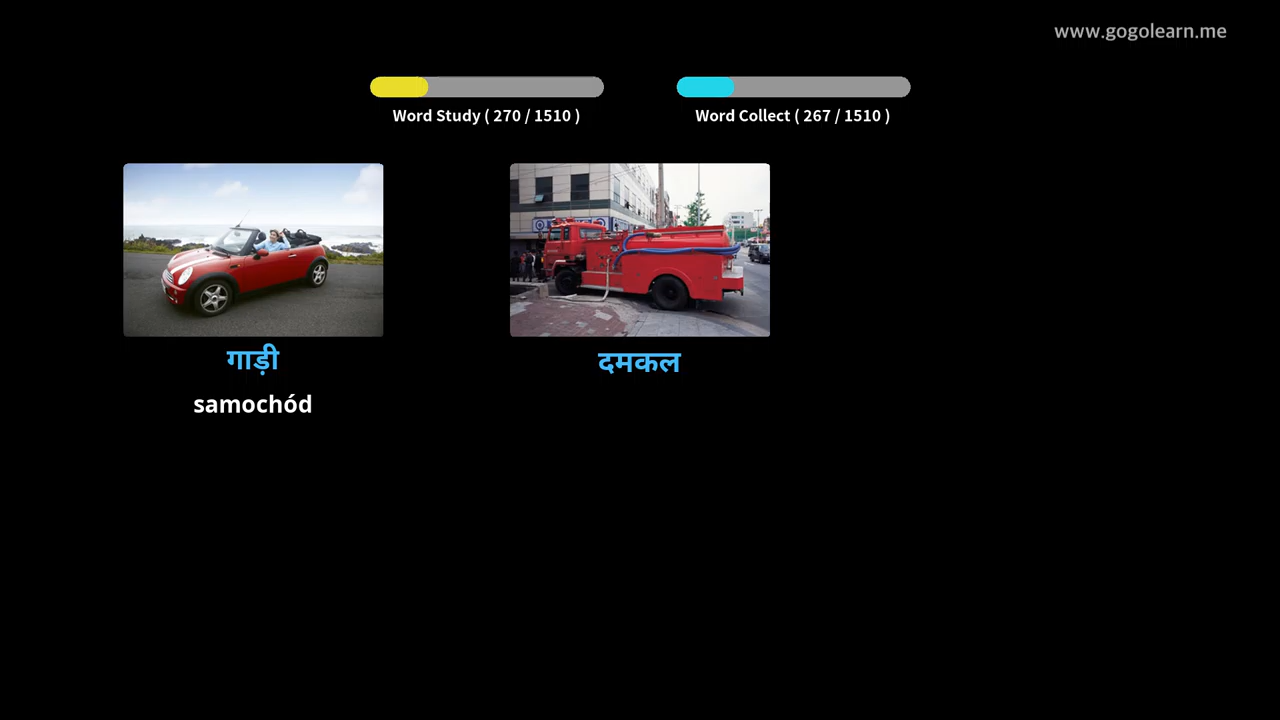 www.gogolearn.me
Word Study ( 270 / 1510 )
Word Collect ( 267 / 1510 )
गाड़ी
दमकल
samochód